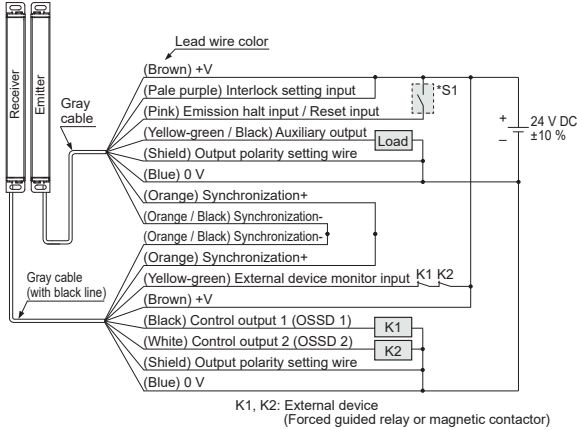 Lead wire color
Receiver
Emitter
Gray
cable
(Brown) +V
(Pale purple) Interlock setting input
*S1
(Pink) Emission halt input / Reset input
(Yellow-green / Black) Auxiliary output
Load
+
–
24 V DC
±10 %
(Shield) Output polarity setting wire
(Blue) 0 V
(Orange) Synchronization+
(Orange / Black) Synchronization-
(Orange / Black) Synchronization-
(Orange) Synchronization+
Gray cable
(with black line)
(Yellow-green) External device monitor input K1 K2
(Brown) +V
(Black) Control output 1 (OSSD 1)
K1
(White) Control output 2 (OSSD 2)
K2
(Shield) Output polarity setting wire
(Blue) 0 V
K1, K2: External device
(Forced guided relay or magnetic contactor)